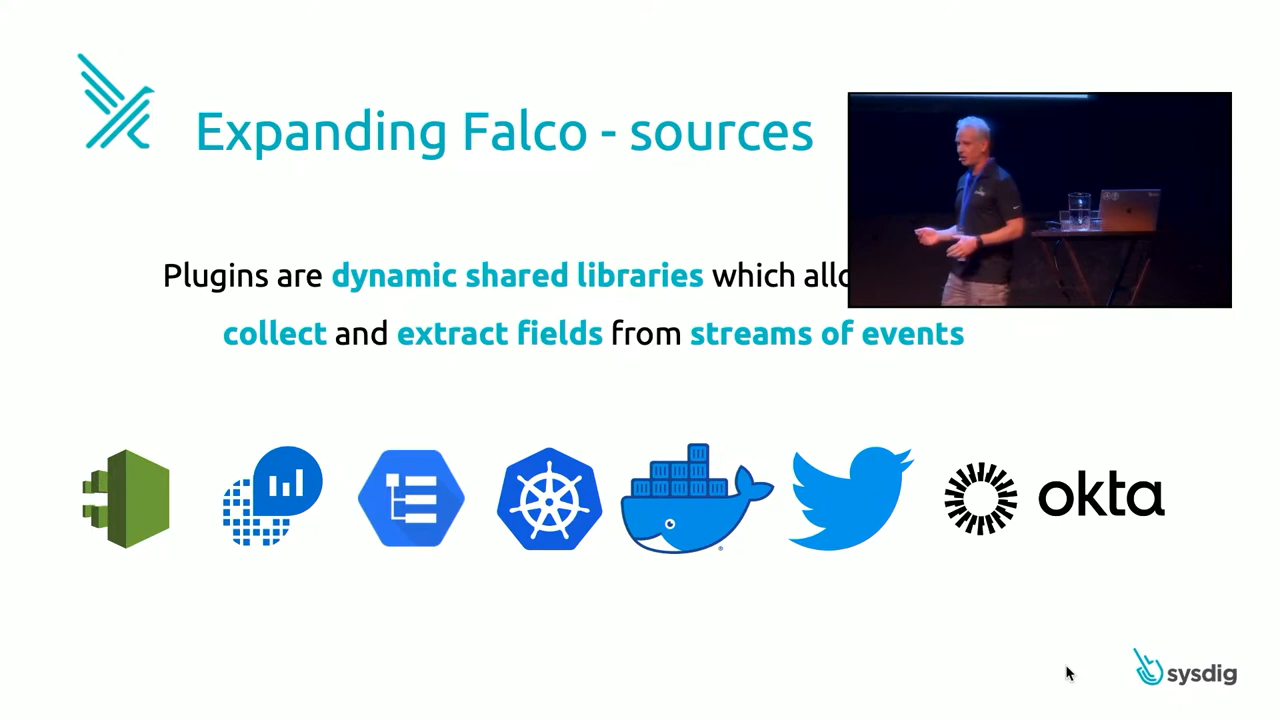 Expanding Falco - sources
Plugins are dynamic shared libraries which
collect and extract fields from streams of events
okta
sysdig